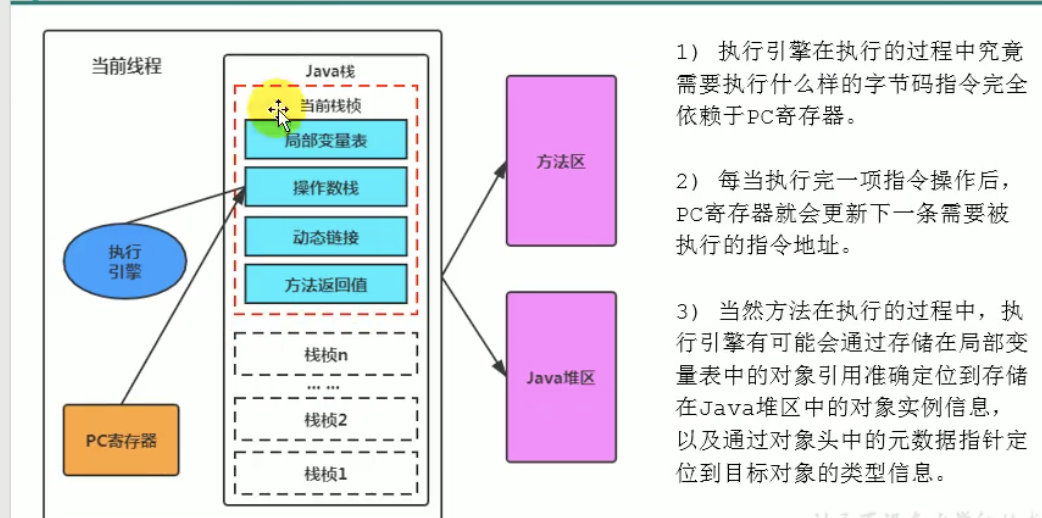 当前线程
Java栈
当前栈桢
局部变量表
操作数栈
动态链接
方法返回值
栈桢n
... ...
栈桢2
栈桢1
执行
引擎
PC寄存器
方法区
Java堆区
1) 执行引擎在执行的过程中究竟
需要执行什么样的字节码指令完全
依赖于PC寄存器。
2) 每当执行完一项指令操作后，
PC寄存器就会更新下一条需要被
执行的指令地址。
3) 当然方法在执行的过程中，执
行引擎有可能会通过存储在局部变
量表中的对象引用准确定位到存储
在Java堆区中的对象实例信息，
以及通过对象头中的元数据指针定
位到目标对象的类型信息。